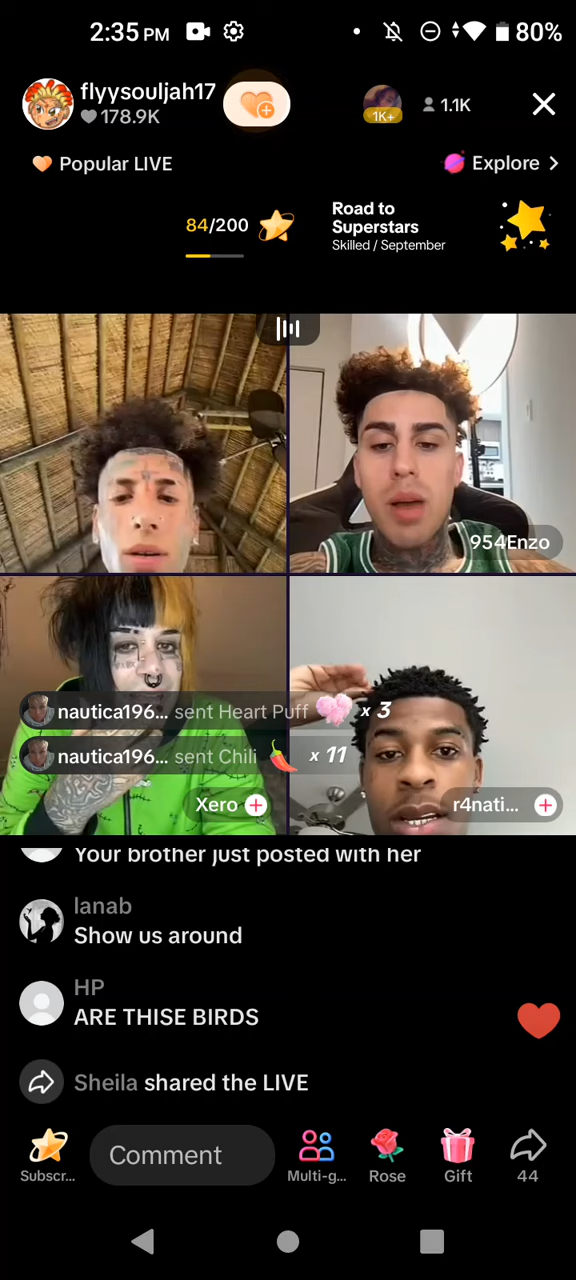 2:35 PM
80%
flyysouljah17
178.9K
1K+
1.1K
Popular LIVE
Explore >
84/200
Road to
Superstars
Skilled / September
954Enzo
nautica196... sent Heart Puff x 3
nautica196... sent Chili x 11
Xero +
r4nati... +
Your brother just posted with her
lanab
Show us around
HP
ARE THISE BIRDS
Sheila shared the LIVE
Comment
Subscr...
Multi-g...
Rose
Gift
44